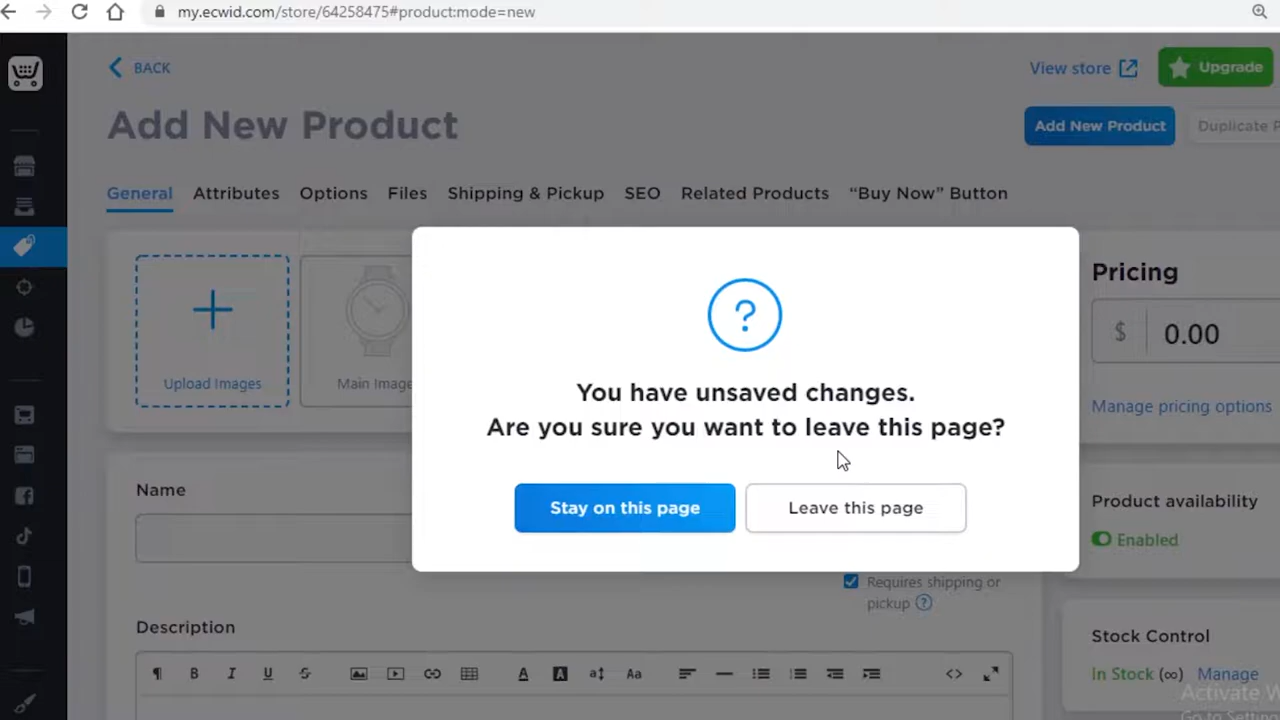 my.ecwid.com/store/64258475#product:mode=new
BACK
View store
Upgrade
Add New Product
Add New Product
Duplicate
General Attributes Options Files Shipping & Pickup SEO Related Products “Buy Now” Button
Upload Images
Main Image
You have unsaved changes.
Are you sure you want to leave this page?
Stay on this page
Leave this page
Pricing
$ 0.00
Manage pricing options
Name
Product availability
Enabled
Requires shipping or
pickup ?
Description
Stock Control
In Stock (∞) Manage
Activate W